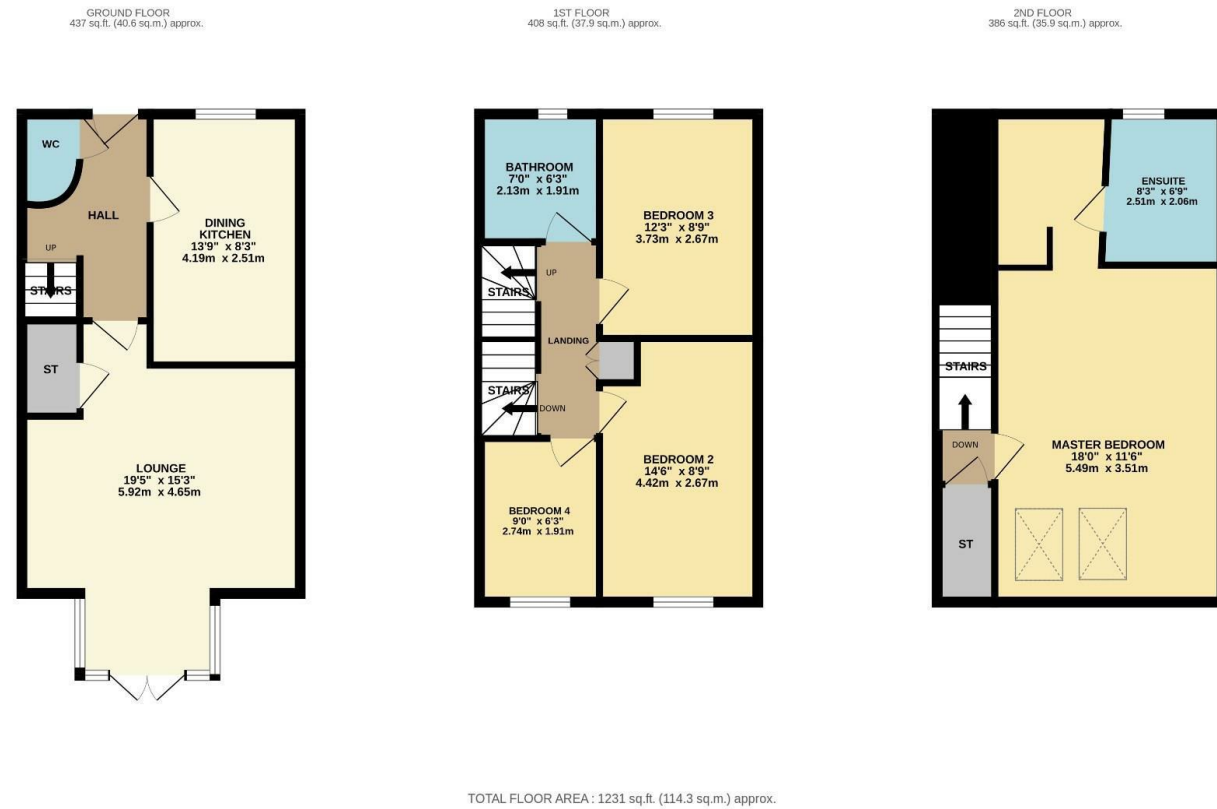 GROUND FLOOR
437 sq.ft. (40.6 sq.m.) approx.
WC
HALL
UP
STAIRS
ST
DINING
KITCHEN
13'9" x 8'3"
4.19m x 2.51m
LOUNGE
19'5" x 15'3"
5.92m x 4.65m
1ST FLOOR
408 sq.ft. (37.9 sq.m.) approx.
BATHROOM
7'0" x 6'3"
2.13m x 1.91m
BEDROOM 3
12'3" x 8'9"
3.73m x 2.67m
UP
STAIRS
LANDING
STAIRS
DOWN
BEDROOM 2
14'6" x 8'9"
4.42m x 2.67m
BEDROOM 4
9'0" x 6'3"
2.74m x 1.91m
2ND FLOOR
386 sq.ft. (35.9 sq.m.) approx.
ENSUITE
8'3" x 6'9"
2.51m x 2.06m
STAIRS
DOWN
MASTER BEDROOM
18'0" x 11'6"
5.49m x 3.51m
ST
TOTAL FLOOR AREA : 1231 sq.ft. (114.3 sq.m.) approx.